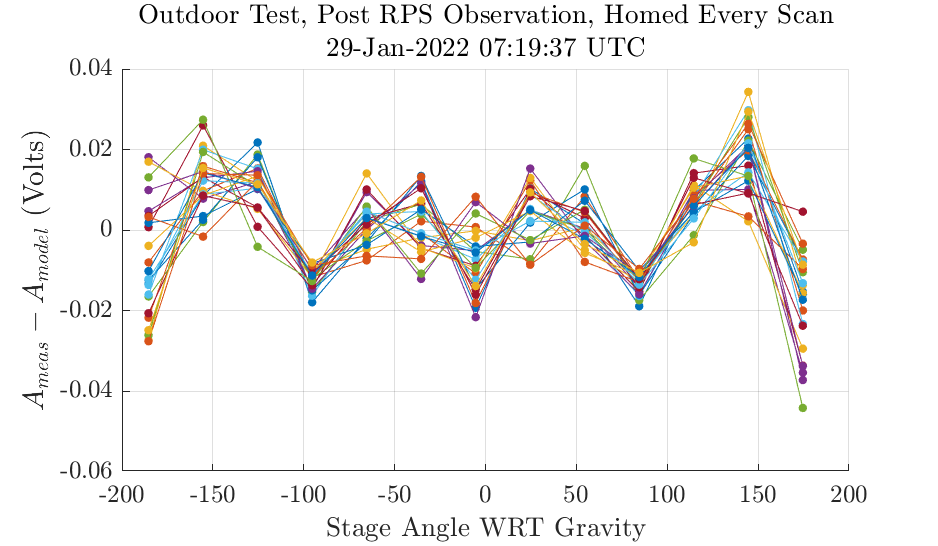 Outdoor Test, Post RPS Observation, Homed Every Scan
29-Jan-2022 07:19:37 UTC
0.04
0.02
0
-0.02
-0.04
-0.06
A_meas − A_model (Volts)
-200 -150 -100 -50 0 50 100 150 200
Stage Angle WRT Gravity